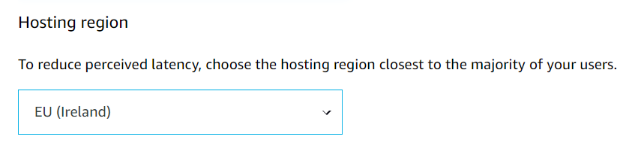 Hosting region
To reduce perceived latency, choose the hosting region closest to the majority of your users.
EU (Ireland)